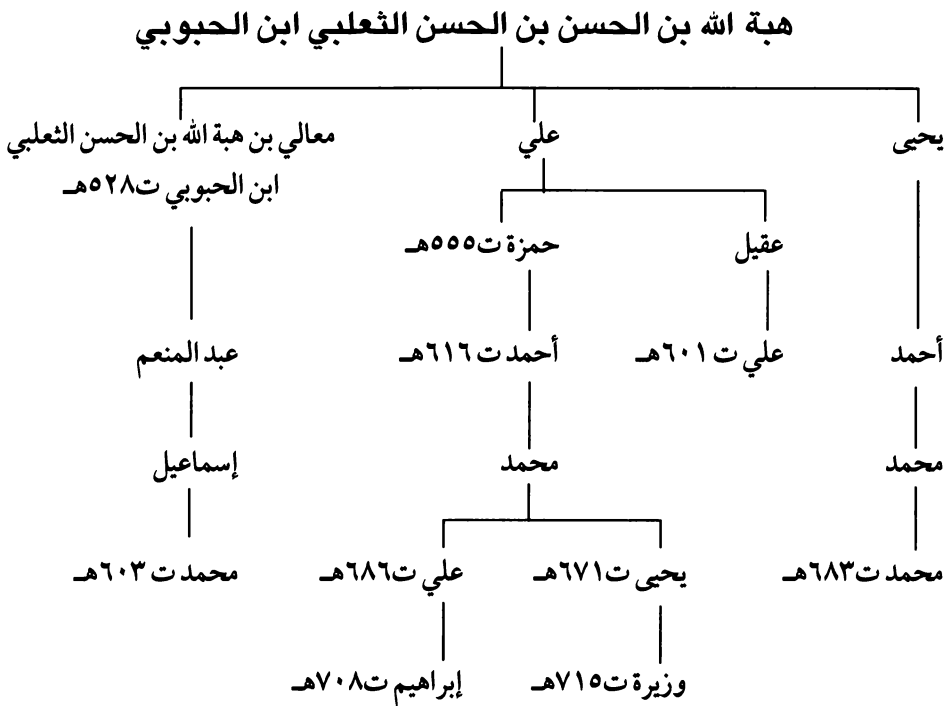 هبة الله بن الحسن بن الحسن الثعلبي ابن الحبوبي
يحيى علي معالي بن هبة الله بن الحسن الثعلبي
ابن الحبوبي ت٥٢٨هـ
عقيل حمزة ت٥٥٥هـ
أحمد علي ت٦٠١هـ أحمد ت٦١٦هـ عبد المنعم
محمد محمد إسماعيل
محمد ت٦٨٣هـ يحيى ت٦٧١هـ علي ت٦٨٦هـ محمد ت٦٠٣هـ
وزيرة ت٧١٥هـ إبراهيم ت٧٠٨هـ